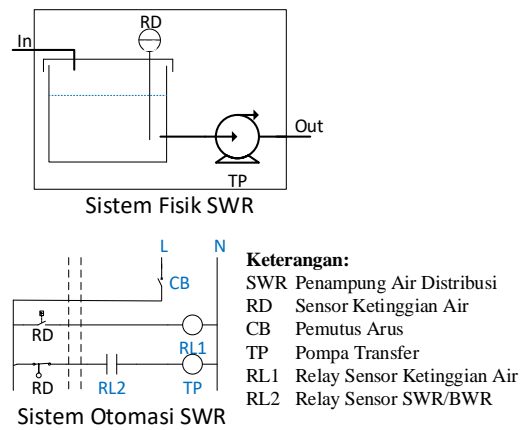 RD
In
Out
TP
Sistem Fisik SWR
L N
CB
RD
RL1
RD
RL2
TP
Sistem Otomasi SWR
Keterangan:
SWR Penampung Air Distribusi
RD Sensor Ketinggian Air
CB Pemutus Arus
TP Pompa Transfer
RL1 Relay Sensor Ketinggian Air
RL2 Relay Sensor SWR/BWR